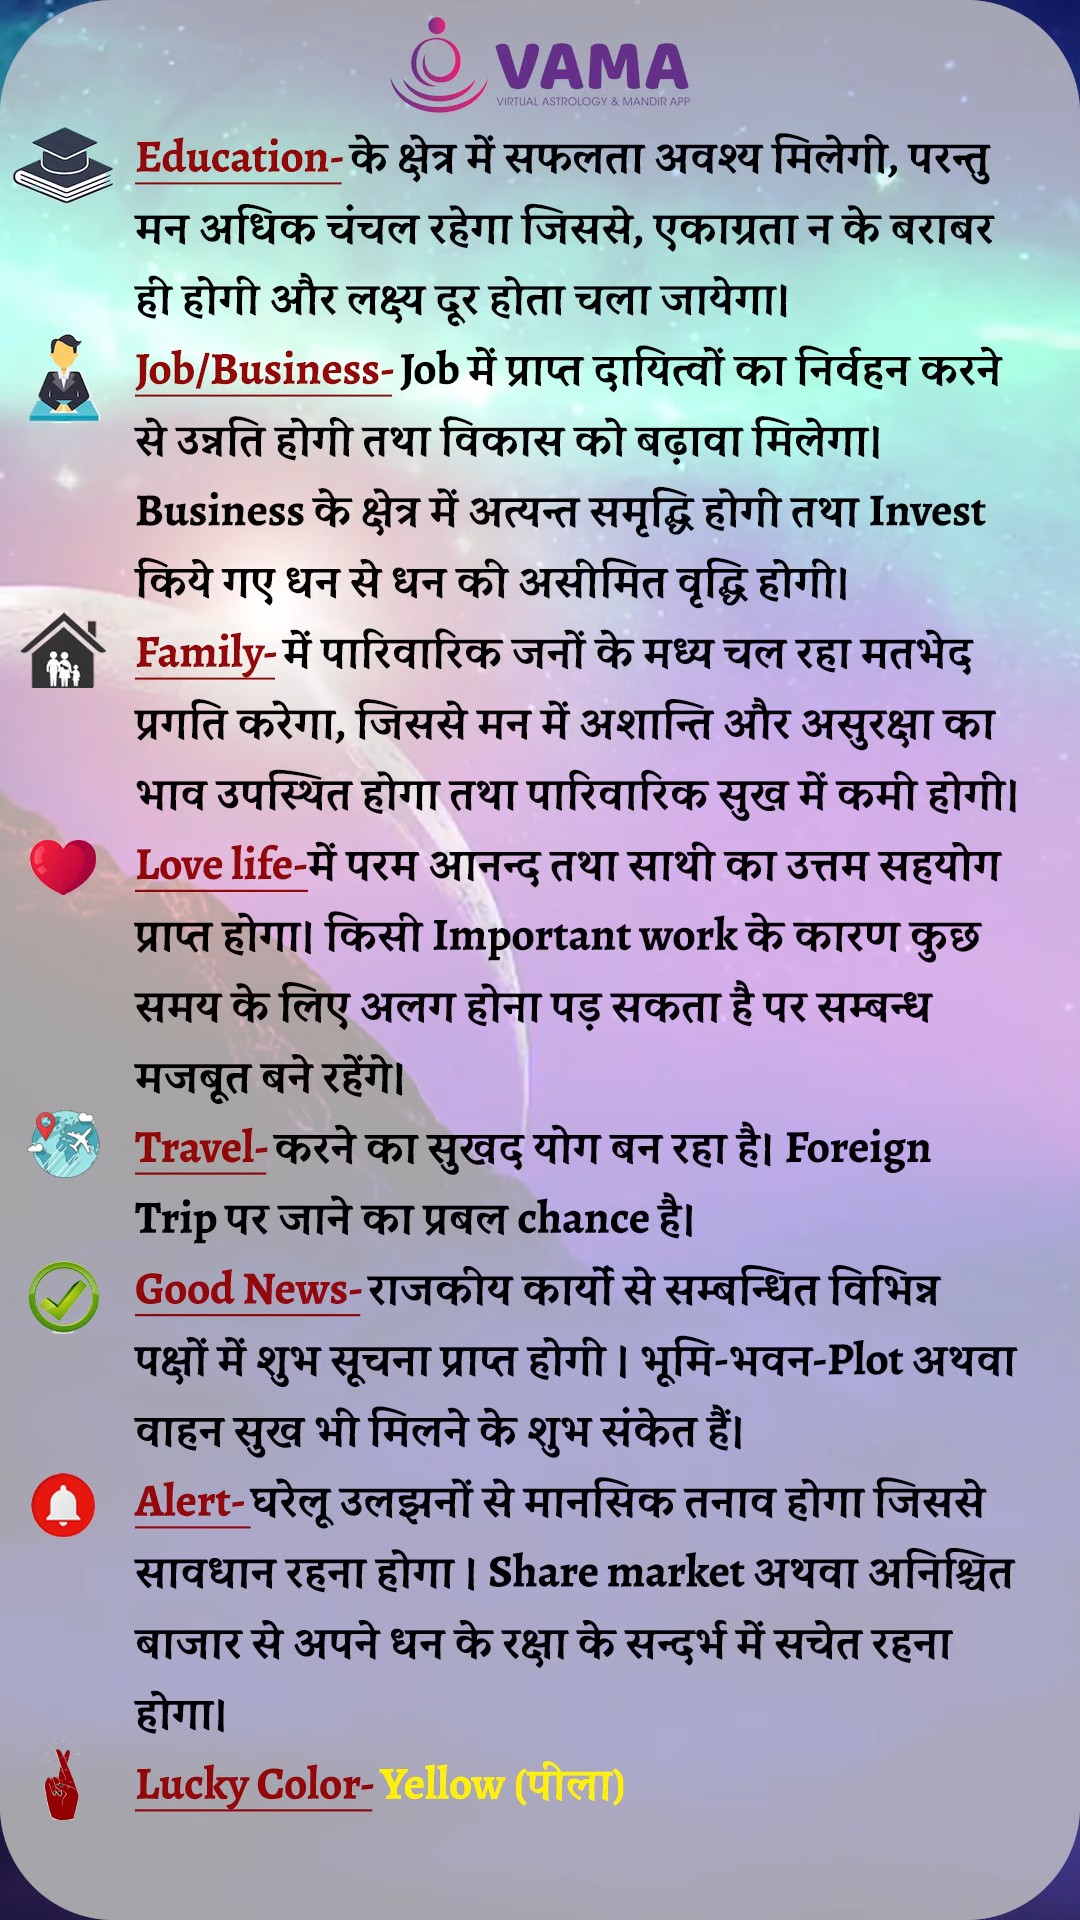 VAMA
VIRTUAL ASTROLOGY & MANDIR APP
Education- के क्षेत्र में सफलता अवश्य मिलेगी, परन्तु
मन अधिक चंचल रहेगा जिससे, एकाग्रता न के बराबर
ही होगी और लक्ष्य दूर होता चला जायेगा।
Job/Business- Job में प्राप्त दायित्वों का निर्वहन करने
से उन्नति होगी तथा विकास को बढ़ावा मिलेगा।
Business के क्षेत्र में अत्यन्त समृद्धि होगी तथा Invest
किये गए धन से धन की असीमित वृद्धि होगी।
Family- में पारिवारिक जनों के मध्य चल रहा मतभेद
प्रगति करेगा, जिससे मन में अशान्ति और असुरक्षा का
भाव उपस्थित होगा तथा पारिवारिक सुख में कमी होगी।
Love life-में परम आनन्द तथा साथी का उत्तम सहयोग
प्राप्त होगा। किसी Important work के कारण कुछ
समय के लिए अलग होना पड़ सकता है पर सम्बन्ध
मजबूत बने रहेंगे।
Travel- करने का सुखद योग बन रहा है। Foreign
Trip पर जाने का प्रबल chance है।
Good News- राजकीय कार्यो से सम्बन्धित विभिन्न
पक्षों में शुभ सूचना प्राप्त होगी । भूमि-भवन-Plot अथवा
वाहन सुख भी मिलने के शुभ संकेत हैं।
Alert- घरेलू उलझनों से मानसिक तनाव होगा जिससे
सावधान रहना होगा । Share market अथवा अनिश्चित
बाजार से अपने धन के रक्षा के सन्दर्भ में सचेत रहना
होगा।
Lucky Color- Yellow (पीला)